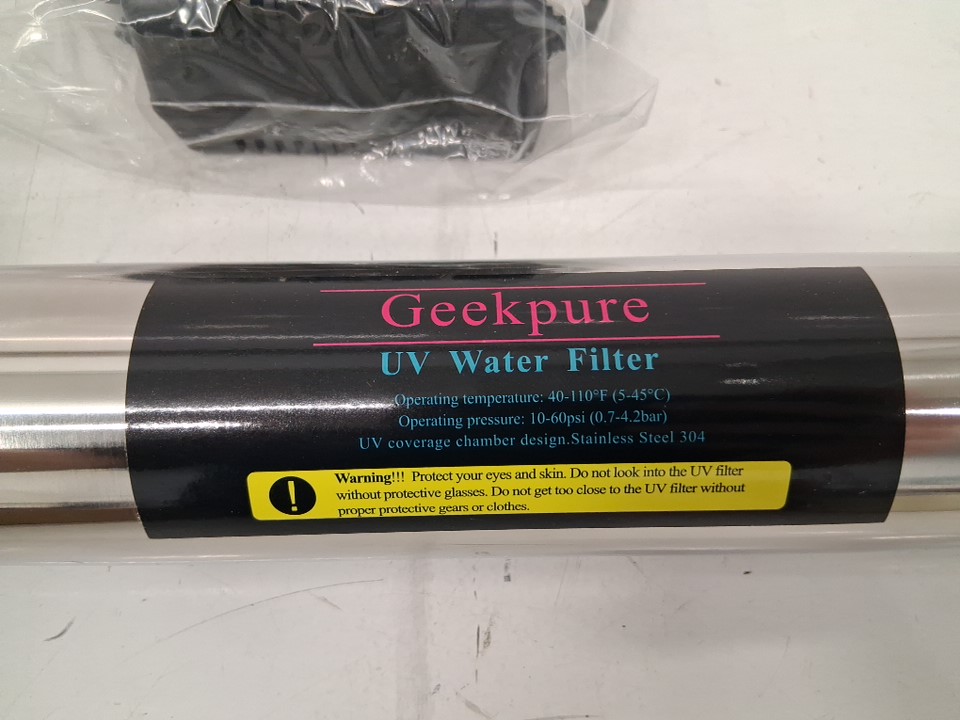 Geekpure
UV Water Filter
Operating temperature: 40-110°F (5-45°C)
Operating pressure: 10-60psi (0.7-4.2bar)
UV coverage chamber design.Stainless Steel 304
Warning!!! Protect your eyes and skin. Do not look into the UV filter
without protective glasses. Do not get too close to the UV filter without
proper protective gears or clothes.